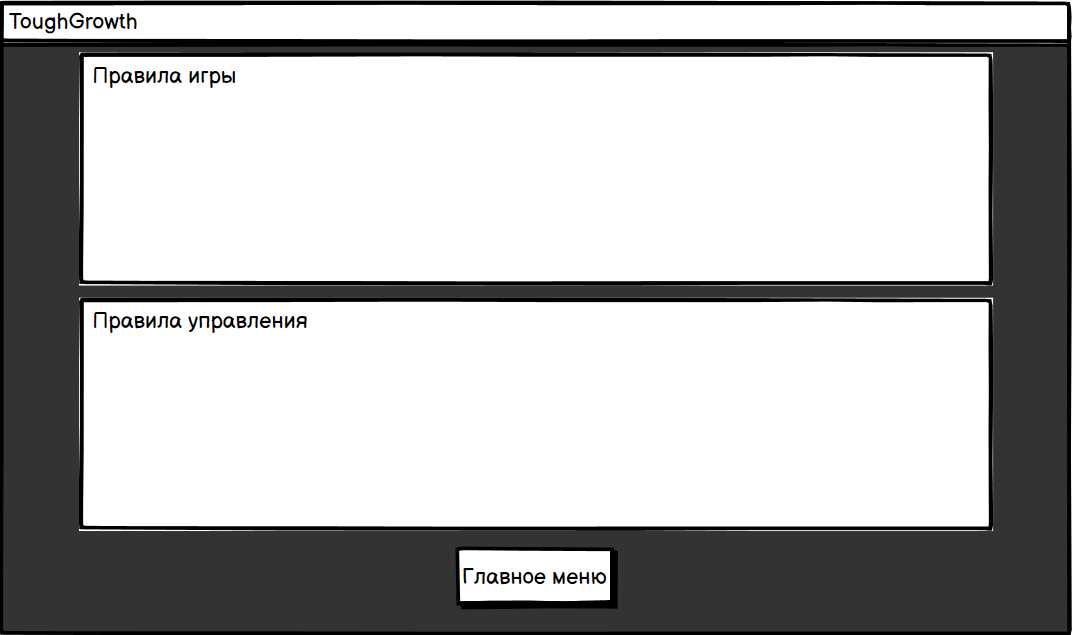 ToughGrowth
Правила игры
Правила управления
Главное меню